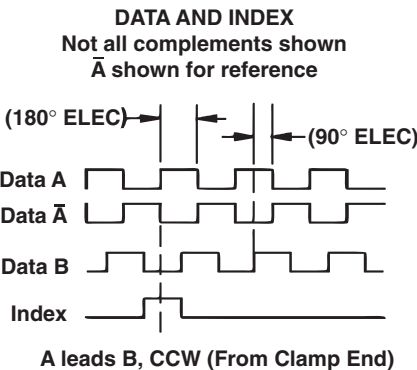 DATA AND INDEX
Not all complements shown
A̅ shown for reference
(180° ELEC)
(90° ELEC)
Data A
Data A̅
Data B
Index
A leads B, CCW (From Clamp End)